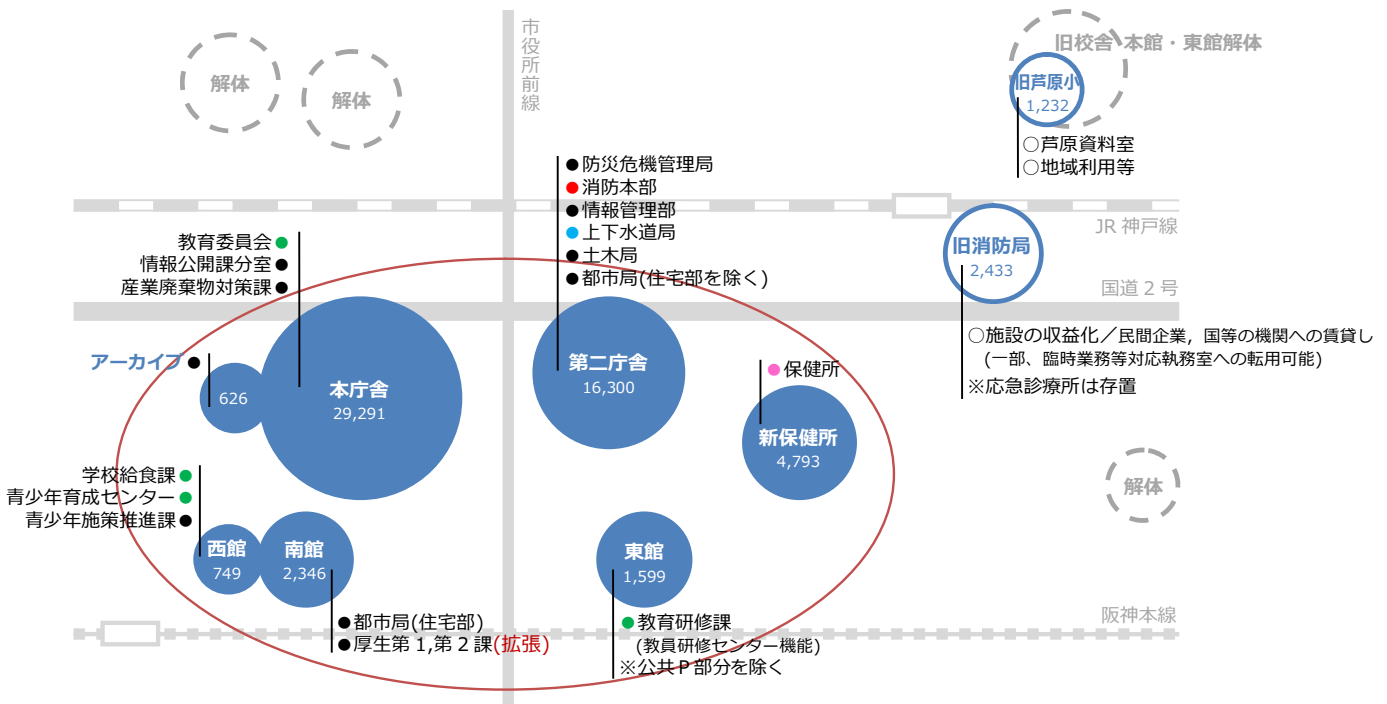 解体
解体
市役所前線
旧校舎 本館・東館解体
旧芦原小
1,232
○芦原資料室
○地域利用等
●防災危機管理局
●消防本部
●情報管理部
●上下水道局
●土木局
●都市局(住宅部を除く)
JR 神戸線
旧消防局
2,433
国道 2 号
教育委員会●
情報公開課分室●
産業廃棄物対策課●
○施設の収益化／民間企業，国等の機関への賃貸し
(一部、臨時業務等対応執務室への転用可能)
※応急診療所は存置
アーカイブ●
626
本庁舎
29,291
第二庁舎
16,300
●保健所
新保健所
4,793
学校給食課●
青少年育成センター●
青少年施策推進課●
解体
西館
749
南館
2,346
東館
1,599
●都市局(住宅部)
●厚生第 1,第 2 課(拡張)
●教育研修課
(教員研修センター機能)
※公共Ｐ部分を除く
阪神本線